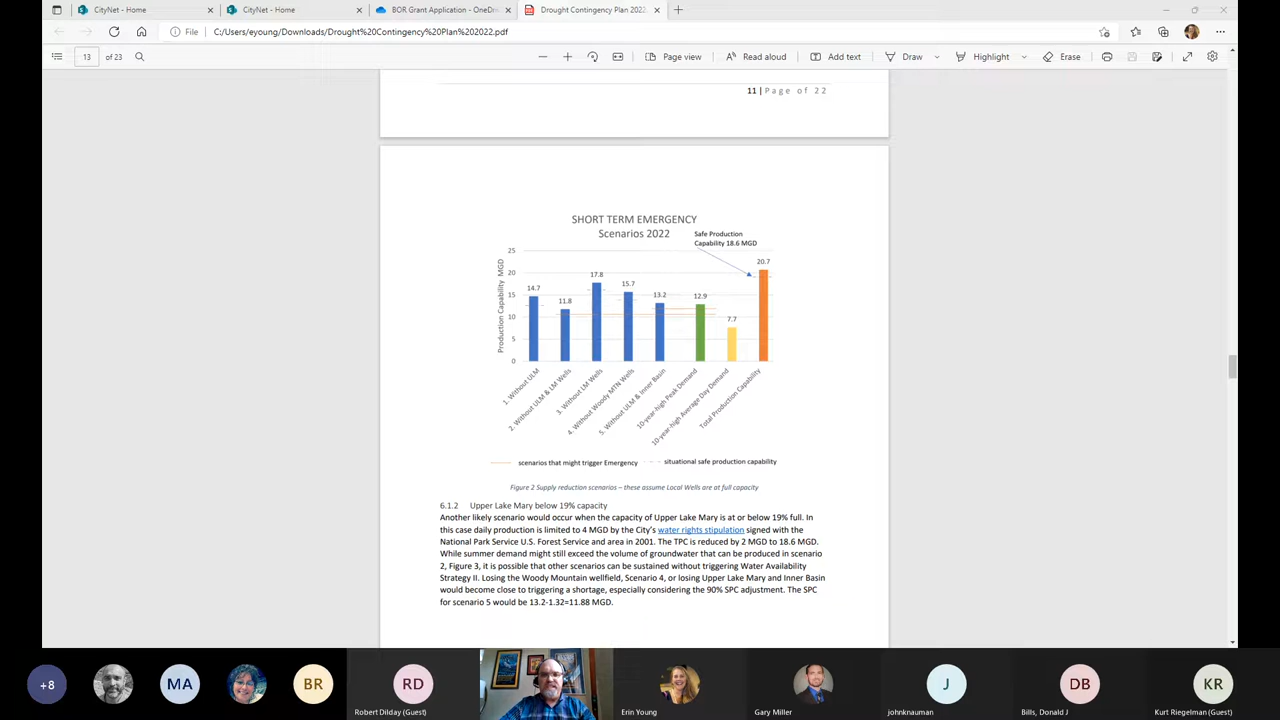 CityNet - Home
CityNet - Home
BOR Grant Application - OneDri
Drought Contingency Plan 2022.
File
C:/Users/eyoung/Downloads/Drought%20Contingency%20Plan%202022.pdf
13 of 23
Page view
Read aloud
Add text
Draw
Highlight
Erase
11 | Page of 22
SHORT TERM EMERGENCY
Scenarios 2022
Safe Production
Capability 18.6 MGD
Production Capability MGD
25
20
15
10
5
0
14.7
11.8
17.8
15.7
13.2
12.9
7.7
20.7
1. Without ULM
2. Without ULM & LM Wells
3. Without LM Wells
4. Without Woody MTN Wells
5. Without ULM & Inner Basin
10-year-high Peak Demand
10-year-high Average Day Demand
Total Production Capability
scenarios that might trigger Emergency
situational safe production capability
Figure 2 Supply reduction scenarios – these assume Local Wells are at full capacity
6.1.2 Upper Lake Mary below 19% capacity
Another likely scenario would occur when the capacity of Upper Lake Mary is at or below 19% full. In
this case daily production is limited to 4 MGD by the City's water rights stipulation signed with the
National Park Service U.S. Forest Service and area in 2001. The TPC is reduced by 2 MGD to 18.6 MGD.
While summer demand might still exceed the volume of groundwater that can be produced in scenario
2, Figure 3, it is possible that other scenarios can be sustained without triggering Water Availability
Strategy II. Losing the Woody Mountain wellfield, Scenario 4, or losing Upper Lake Mary and Inner Basin
would become close to triggering a shortage, especially considering the 90% SPC adjustment. The SPC
for scenario 5 would be 13.2-1.32=11.88 MGD.
+8
MA
BR
RD
J
DB
KR
Robert Dilday (Guest)
Erin Young
Gary Miller
johnknauman
Bills, Donald J
Kurt Riegelman (Guest)